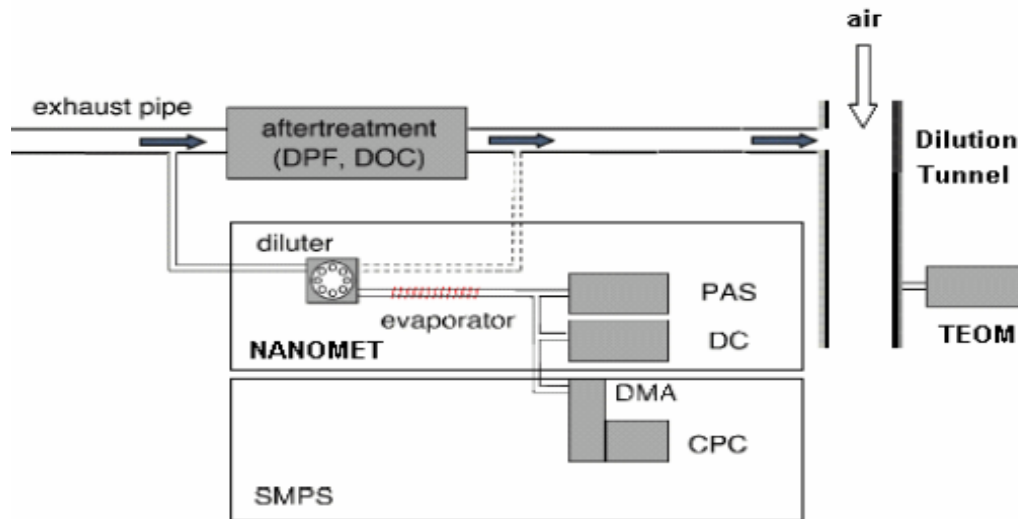 air
exhaust pipe
aftertreatment
(DPF, DOC)
Dilution
Tunnel
diluter
evaporator
PAS
DC
TEOM
NANOMET
DMA
CPC
SMPS